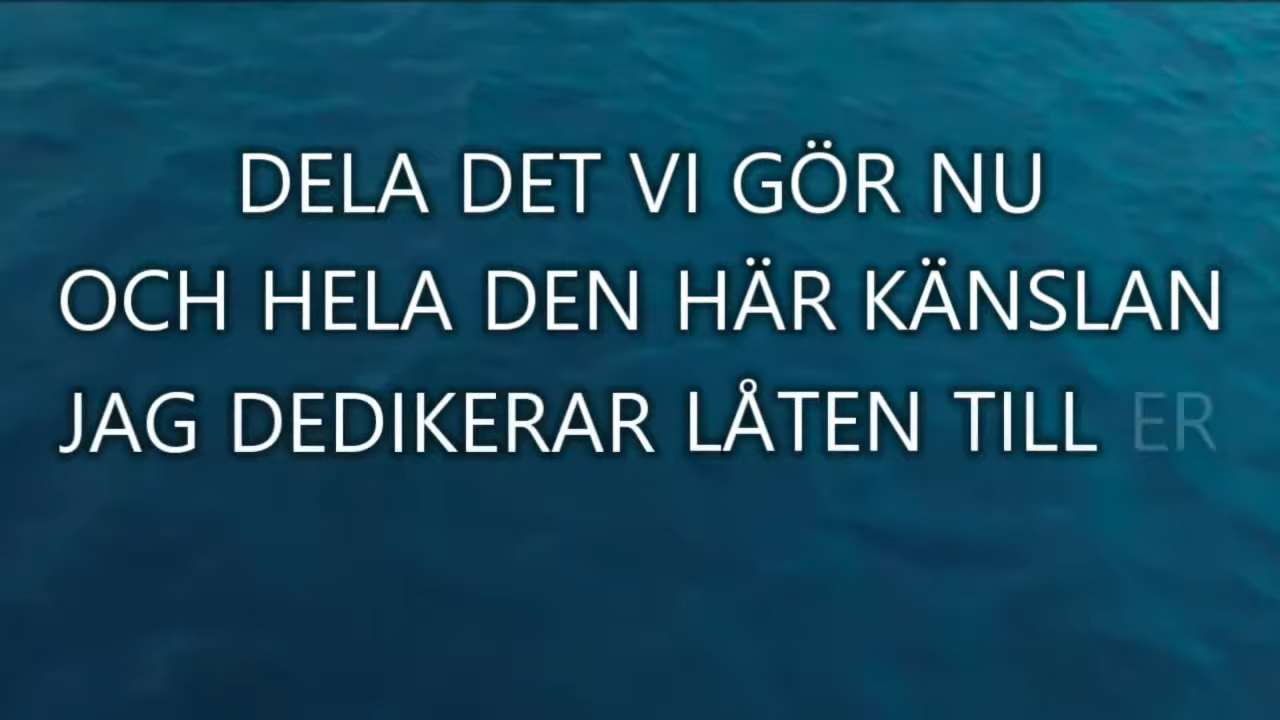 DELA DET VI GÖR NU
OCH HELA DEN HÄR KÄNSLAN
JAG DEDIKERAR LÅTEN TILL ER